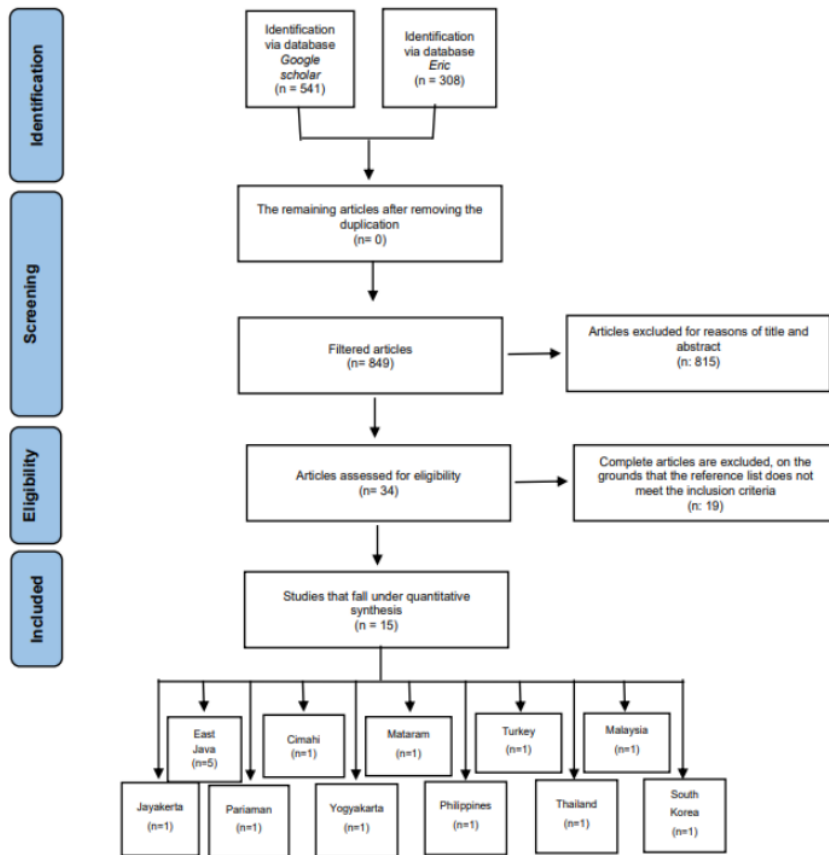 Identification
Identification
via database
Google
scholar
(n = 541)
Identification
via database
Eric
(n = 308)
Screening
The remaining articles after removing the
duplication
(n= 0)
Filtered articles
(n= 849)
Articles excluded for reasons of title and
abstract
(n: 815)
Eligibility
Articles assessed for eligibility
(n= 34)
Complete articles are excluded, on the
grounds that the reference list does not
meet the inclusion criteria
(n: 19)
Included
Studies that fall under quantitative
synthesis
(n = 15)
East
Java
(n=5)
Cimahi
(n=1)
Mataram
(n=1)
Turkey
(n=1)
Malaysia
(n=1)
Jayakerta
(n=1)
Pariaman
(n=1)
Yogyakarta
(n=1)
Philippines
(n=1)
Thailand
(n=1)
South
Korea
(n=1)